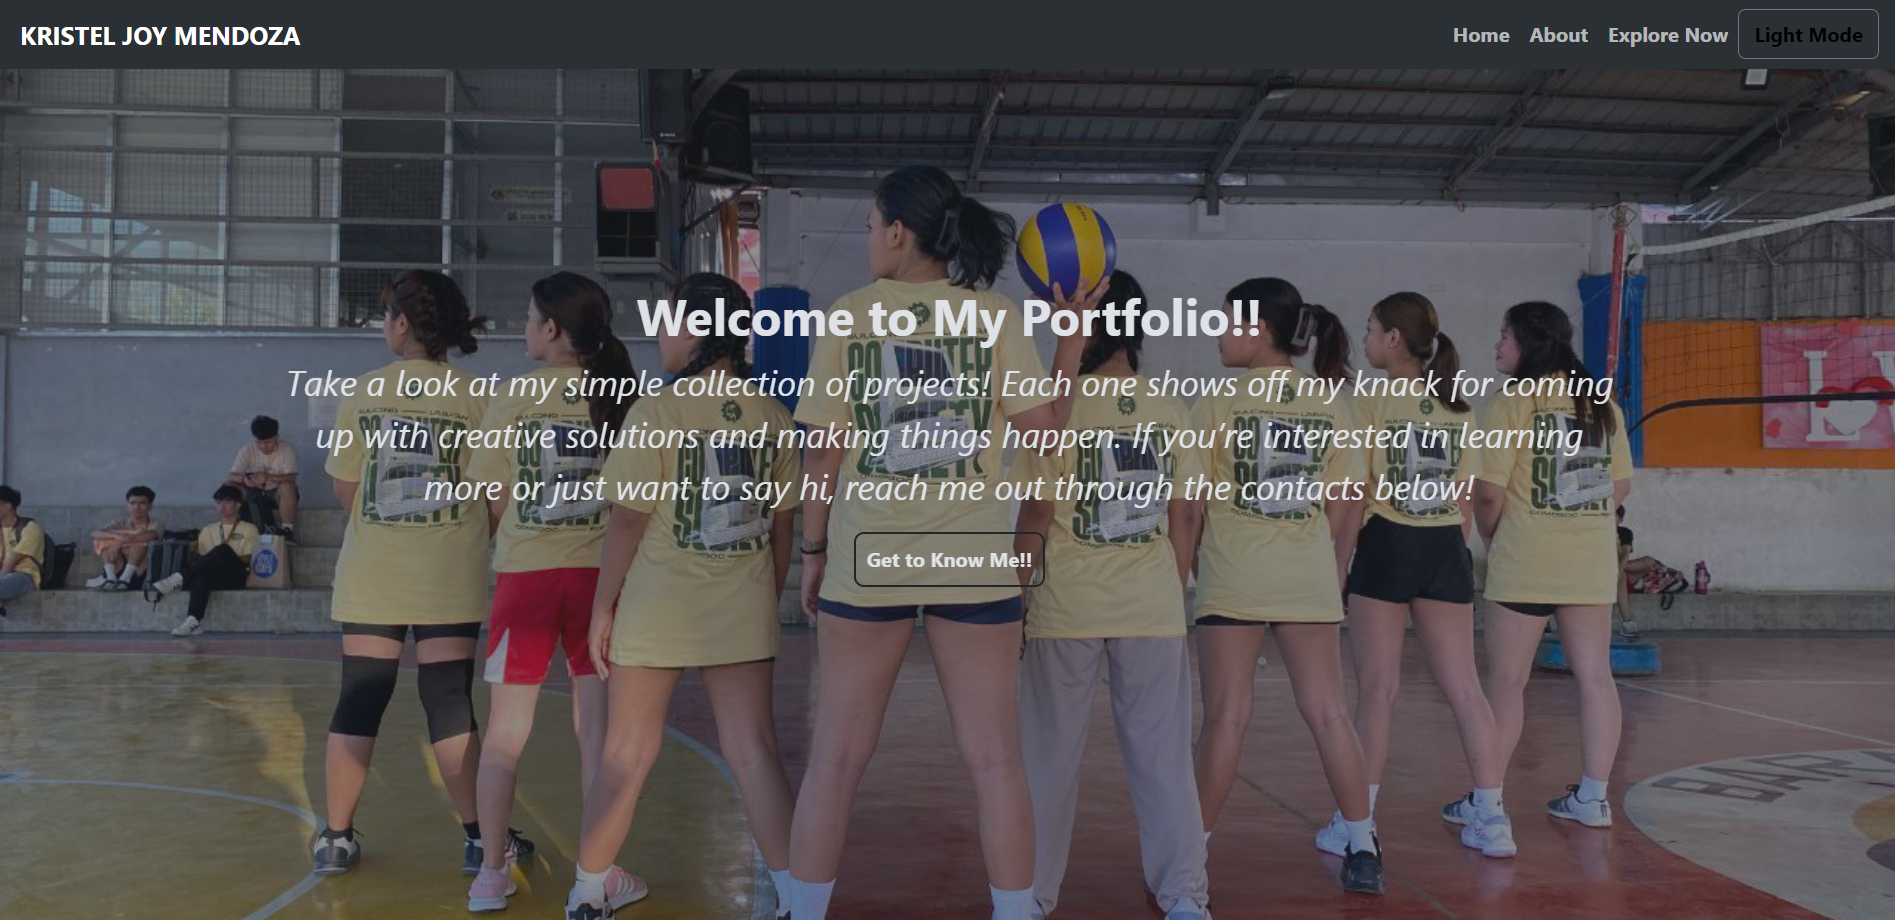 KRISTEL JOY MENDOZA
Home About Explore Now Light Mode
Welcome to My Portfolio!!
Take a look at my simple collection of projects! Each one shows off my knack for coming
up with creative solutions and making things happen. If you’re interested in learning
more or just want to say hi, reach me out through the contacts below!
Get to Know Me!!
COMPUTER
SOCIETY